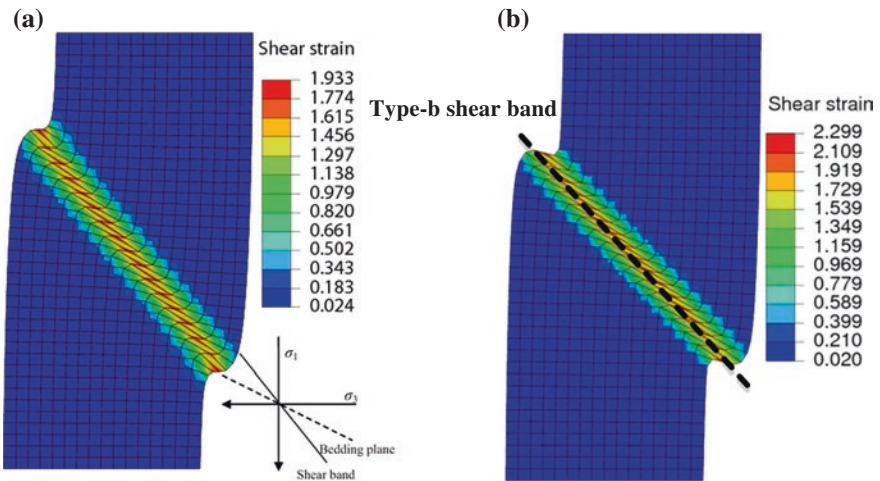 (a)
Shear strain
1.933
1.774
1.615
1.456
1.297
1.138
0.979
0.820
0.661
0.502
0.343
0.183
0.024
σ1
σ3
Bedding plane
Shear band
(b)
Type-b shear band
Shear strain
2.299
2.109
1.919
1.729
1.539
1.349
1.159
0.969
0.779
0.589
0.399
0.210
0.020